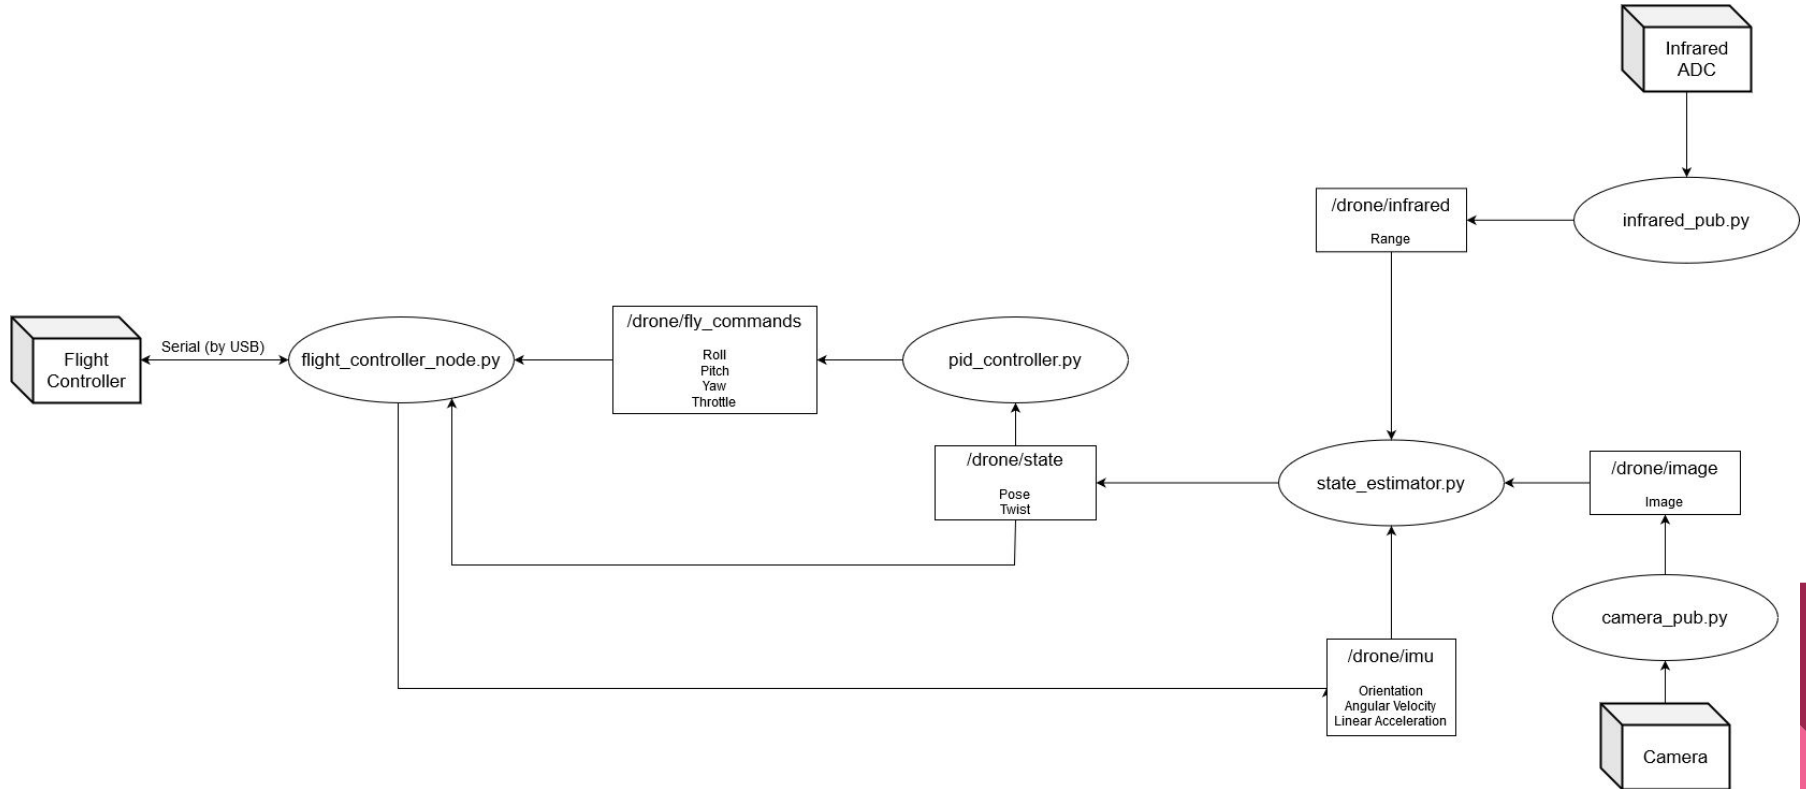 Infrared
ADC
/drone/infrared
Range
infrared_pub.py
Flight
Controller
Serial (by USB)
flight_controller_node.py
/drone/fly_commands
Roll
Pitch
Yaw
Throttle
pid_controller.py
/drone/state
Pose
Twist
state_estimator.py
/drone/image
Image
camera_pub.py
/drone/imu
Orientation
Angular Velocity
Linear Acceleration
Camera